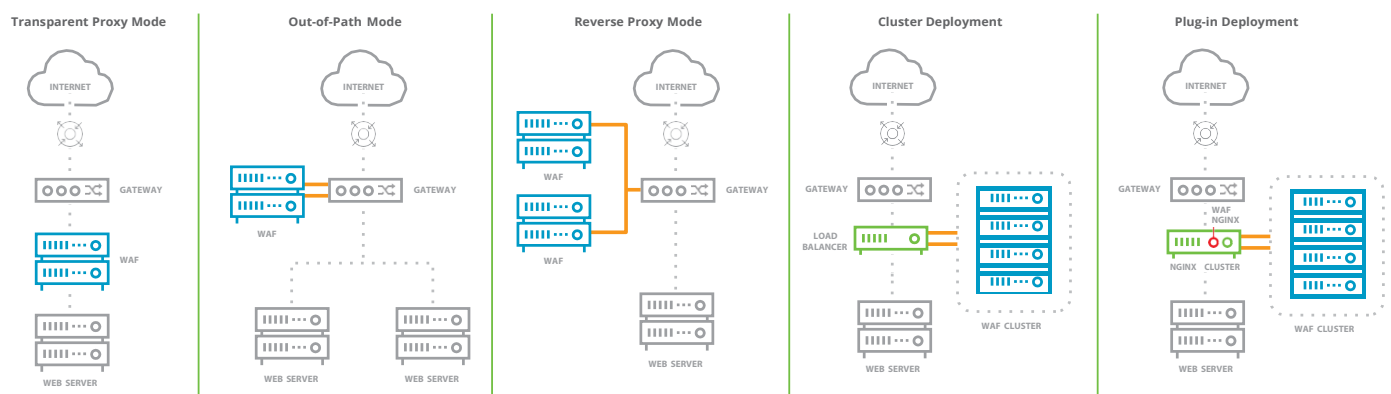 Transparent Proxy Mode
INTERNET
GATEWAY
WAF
WEB SERVER
Out-of-Path Mode
INTERNET
GATEWAY
WAF
WEB SERVER
WEB SERVER
Reverse Proxy Mode
INTERNET
WAF
GATEWAY
WAF
Cluster Deployment
INTERNET
GATEWAY
LOAD
BALANCER
WAF CLUSTER
WEB SERVER
Plug-in Deployment
INTERNET
GATEWAY
WAF
NGINX
NGINX CLUSTER
WAF CLUSTER
WEB SERVER
WEB SERVER